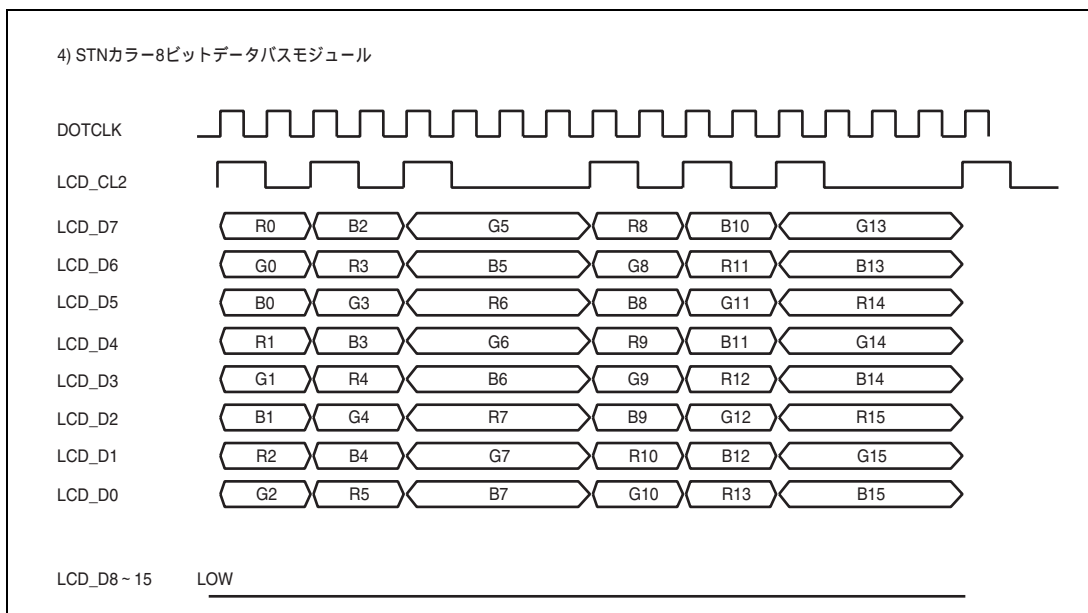 4) STNカラー8ビットデータバスモジュール
DOTCLK
LCD_CL2
LCD_D7 R0 B2 G5 R8 B10 G13
LCD_D6 G0 R3 B5 G8 R11 B13
LCD_D5 B0 G3 R6 B8 G11 R14
LCD_D4 R1 B3 G6 R9 B11 G14
LCD_D3 G1 R4 B6 G9 R12 B14
LCD_D2 B1 G4 R7 B9 G12 R15
LCD_D1 R2 B4 G7 R10 B12 G15
LCD_D0 G2 R5 B7 G10 R13 B15
LCD_D8~15 LOW